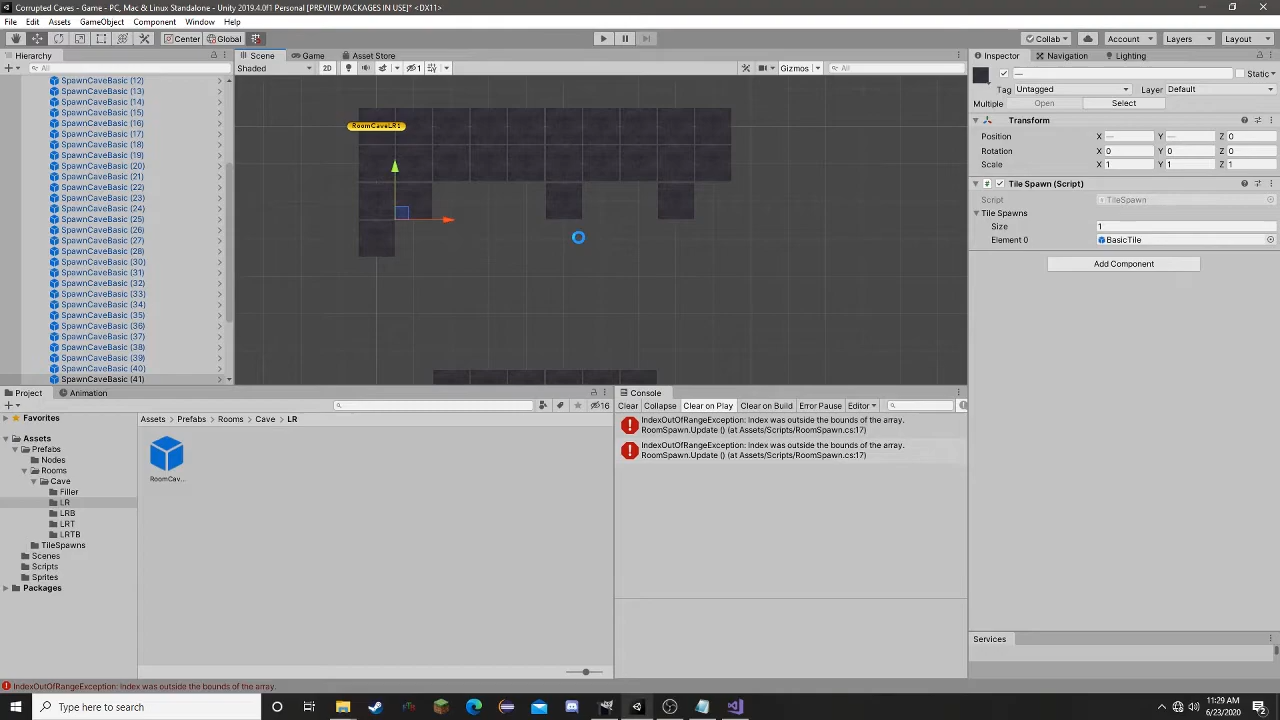 Corrupted Caves - Game - PC, Mac & Linux Standalone - Unity 2019.4.0f1 Personal [PREVIEW PACKAGES IN USE]* <DX11>
File Edit Assets GameObject Component Window Help
Center Global Collab Account Layers Layout
Hierarchy
All
SpawnCaveBasic (12)
SpawnCaveBasic (13)
SpawnCaveBasic (14)
SpawnCaveBasic (15)
SpawnCaveBasic (16)
SpawnCaveBasic (17)
SpawnCaveBasic (18)
SpawnCaveBasic (19)
SpawnCaveBasic (20)
SpawnCaveBasic (21)
SpawnCaveBasic (22)
SpawnCaveBasic (23)
SpawnCaveBasic (24)
SpawnCaveBasic (25)
SpawnCaveBasic (26)
SpawnCaveBasic (27)
SpawnCaveBasic (28)
SpawnCaveBasic (30)
SpawnCaveBasic (31)
SpawnCaveBasic (32)
SpawnCaveBasic (33)
SpawnCaveBasic (34)
SpawnCaveBasic (35)
SpawnCaveBasic (36)
SpawnCaveBasic (37)
SpawnCaveBasic (38)
SpawnCaveBasic (39)
SpawnCaveBasic (40)
SpawnCaveBasic (41)
Scene Game Asset Store
Shaded 2D 1 Gizmos All
RoomCaveLR1
Inspector Navigation Lighting
— Static
Tag Untagged Layer Default
Multiple Open Select
Transform
Position X — Y — Z 0
Rotation X 0 Y 0 Z 0
Scale X 1 Y 1 Z 1
Tile Spawn (Script)
Script TileSpawn
Tile Spawns
Size 1
Element 0 BasicTile
Add Component
Services
Project Animation
16
Favorites
Assets
Prefabs
Nodes
Rooms
Cave
Filler
LR
LRB
LRT
LRTB
TileSpawns
Scenes
Scripts
Sprites
Packages
Assets > Prefabs > Rooms > Cave > LR
RoomCav...
Console
Clear Collapse Clear on Play Clear on Build Error Pause Editor
IndexOutOfRangeException: Index was outside the bounds of the array.
RoomSpawn.Update () (at Assets/Scripts/RoomSpawn.cs:17)
IndexOutOfRangeException: Index was outside the bounds of the array.
RoomSpawn.Update () (at Assets/Scripts/RoomSpawn.cs:17)
IndexOutOfRangeException: Index was outside the bounds of the array.
Type here to search
11:29 AM
6/23/2020